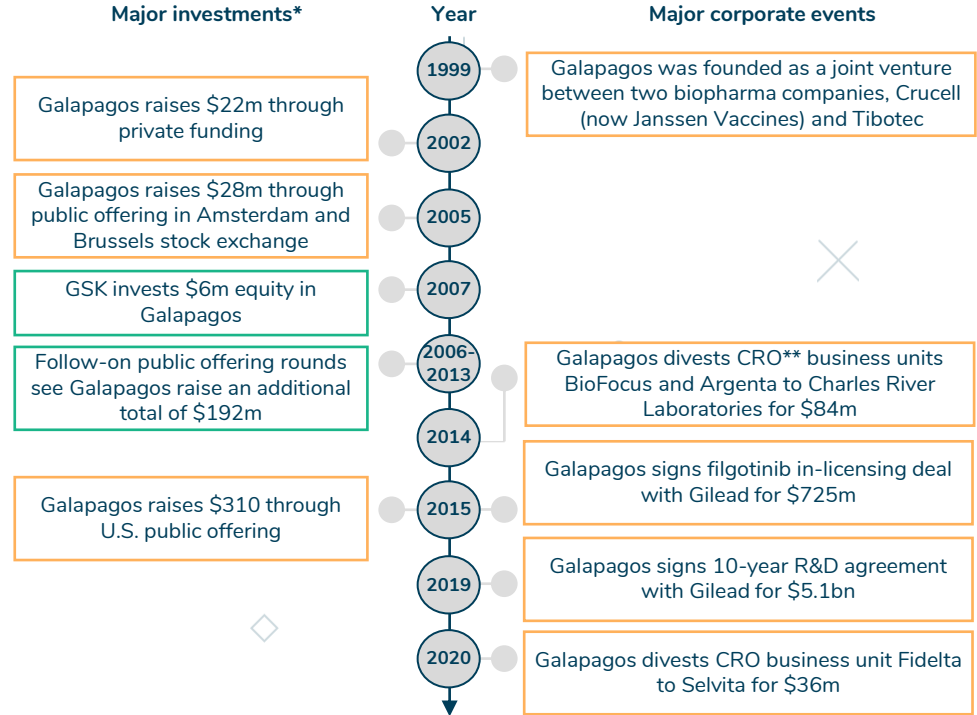 Major investments*
Year
Major corporate events
1999
Galapagos was founded as a joint venture
between two biopharma companies, Crucell
(now Janssen Vaccines) and Tibotec
Galapagos raises $22m through
private funding
2002
Galapagos raises $28m through
public offering in Amsterdam and
Brussels stock exchange
2005
GSK invests $6m equity in
Galapagos
2007
Follow-on public offering rounds
see Galapagos raise an additional
total of $192m
2006-
2013
Galapagos divests CRO** business units
BioFocus and Argenta to Charles River
Laboratories for $84m
2014
Galapagos signs filgotinib in-licensing deal
with Gilead for $725m
Galapagos raises $310 through
U.S. public offering
2015
Galapagos signs 10-year R&D agreement
with Gilead for $5.1bn
2019
Galapagos divests CRO business unit Fidelta
to Selvita for $36m
2020